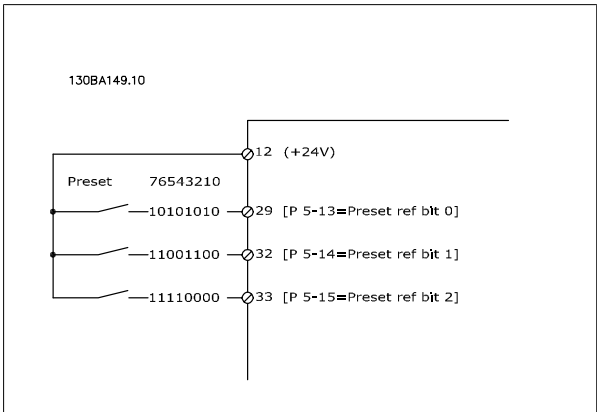 130BA149.10
12 (+24V)
Preset 76543210
10101010 29 [P 5-13=Preset ref bit 0]
11001100 32 [P 5-14=Preset ref bit 1]
11110000 33 [P 5-15=Preset ref bit 2]